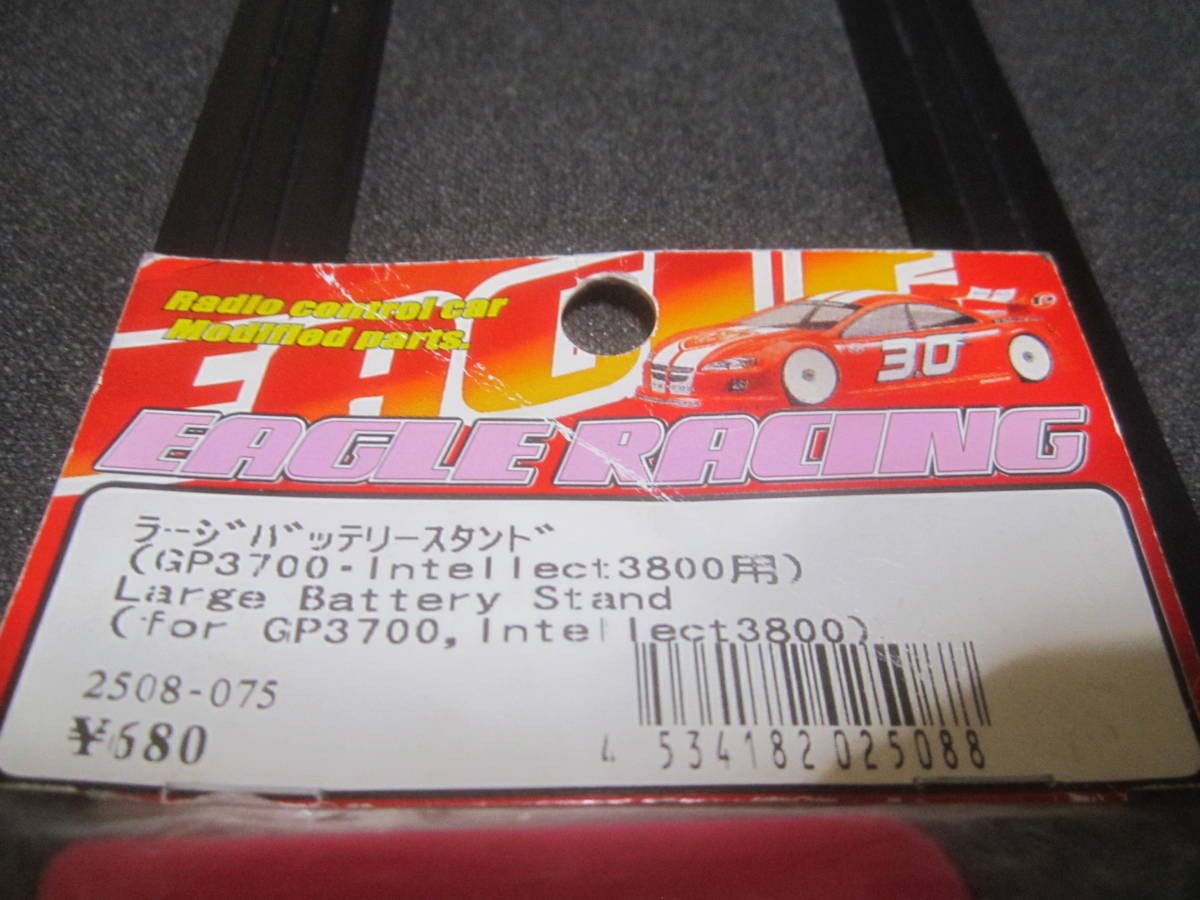 EAGLE
Radio control car
Modified parts.
3.0
EAGLE RACING
ラージバッテリースタンド
(GP3700・Intellect3800用)
Large Battery Stand
(for GP3700,Intellect3800)
2508-075
¥680
4 534182 025088